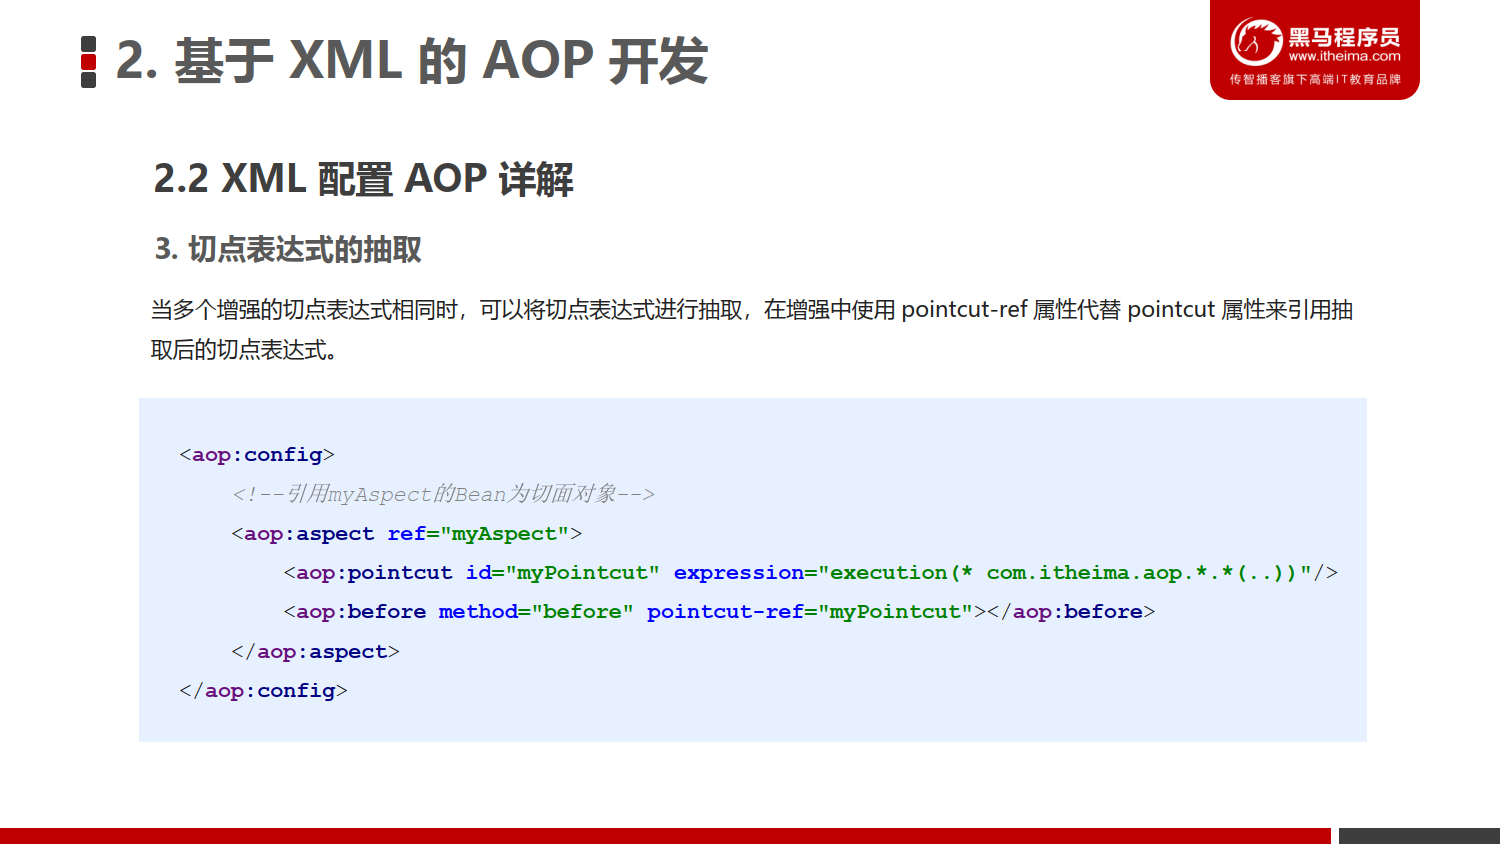 2. 基于 XML 的 AOP 开发
黑马程序员
www.itheima.com
传智播客旗下高端IT教育品牌
2.2 XML 配置 AOP 详解
3. 切点表达式的抽取
当多个增强的切点表达式相同时，可以将切点表达式进行抽取，在增强中使用 pointcut-ref 属性代替 pointcut 属性来引用抽
取后的切点表达式。
<aop:config>
    <!--引用myAspect的Bean为切面对象-->
    <aop:aspect ref="myAspect">
        <aop:pointcut id="myPointcut" expression="execution(* com.itheima.aop.*.*(..))"/>
        <aop:before method="before" pointcut-ref="myPointcut"></aop:before>
    </aop:aspect>
</aop:config>